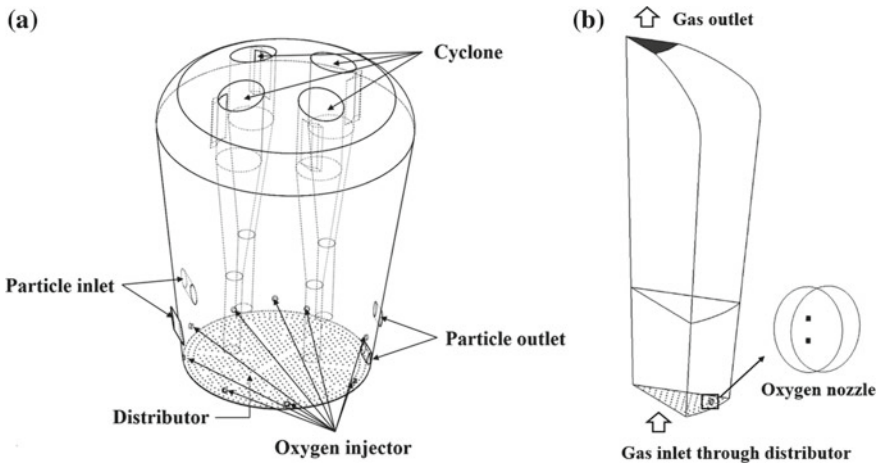 (a)
Cyclone
Particle inlet
Particle outlet
Distributor
Oxygen injector
(b)
Gas outlet
Oxygen nozzle
Gas inlet through distributor